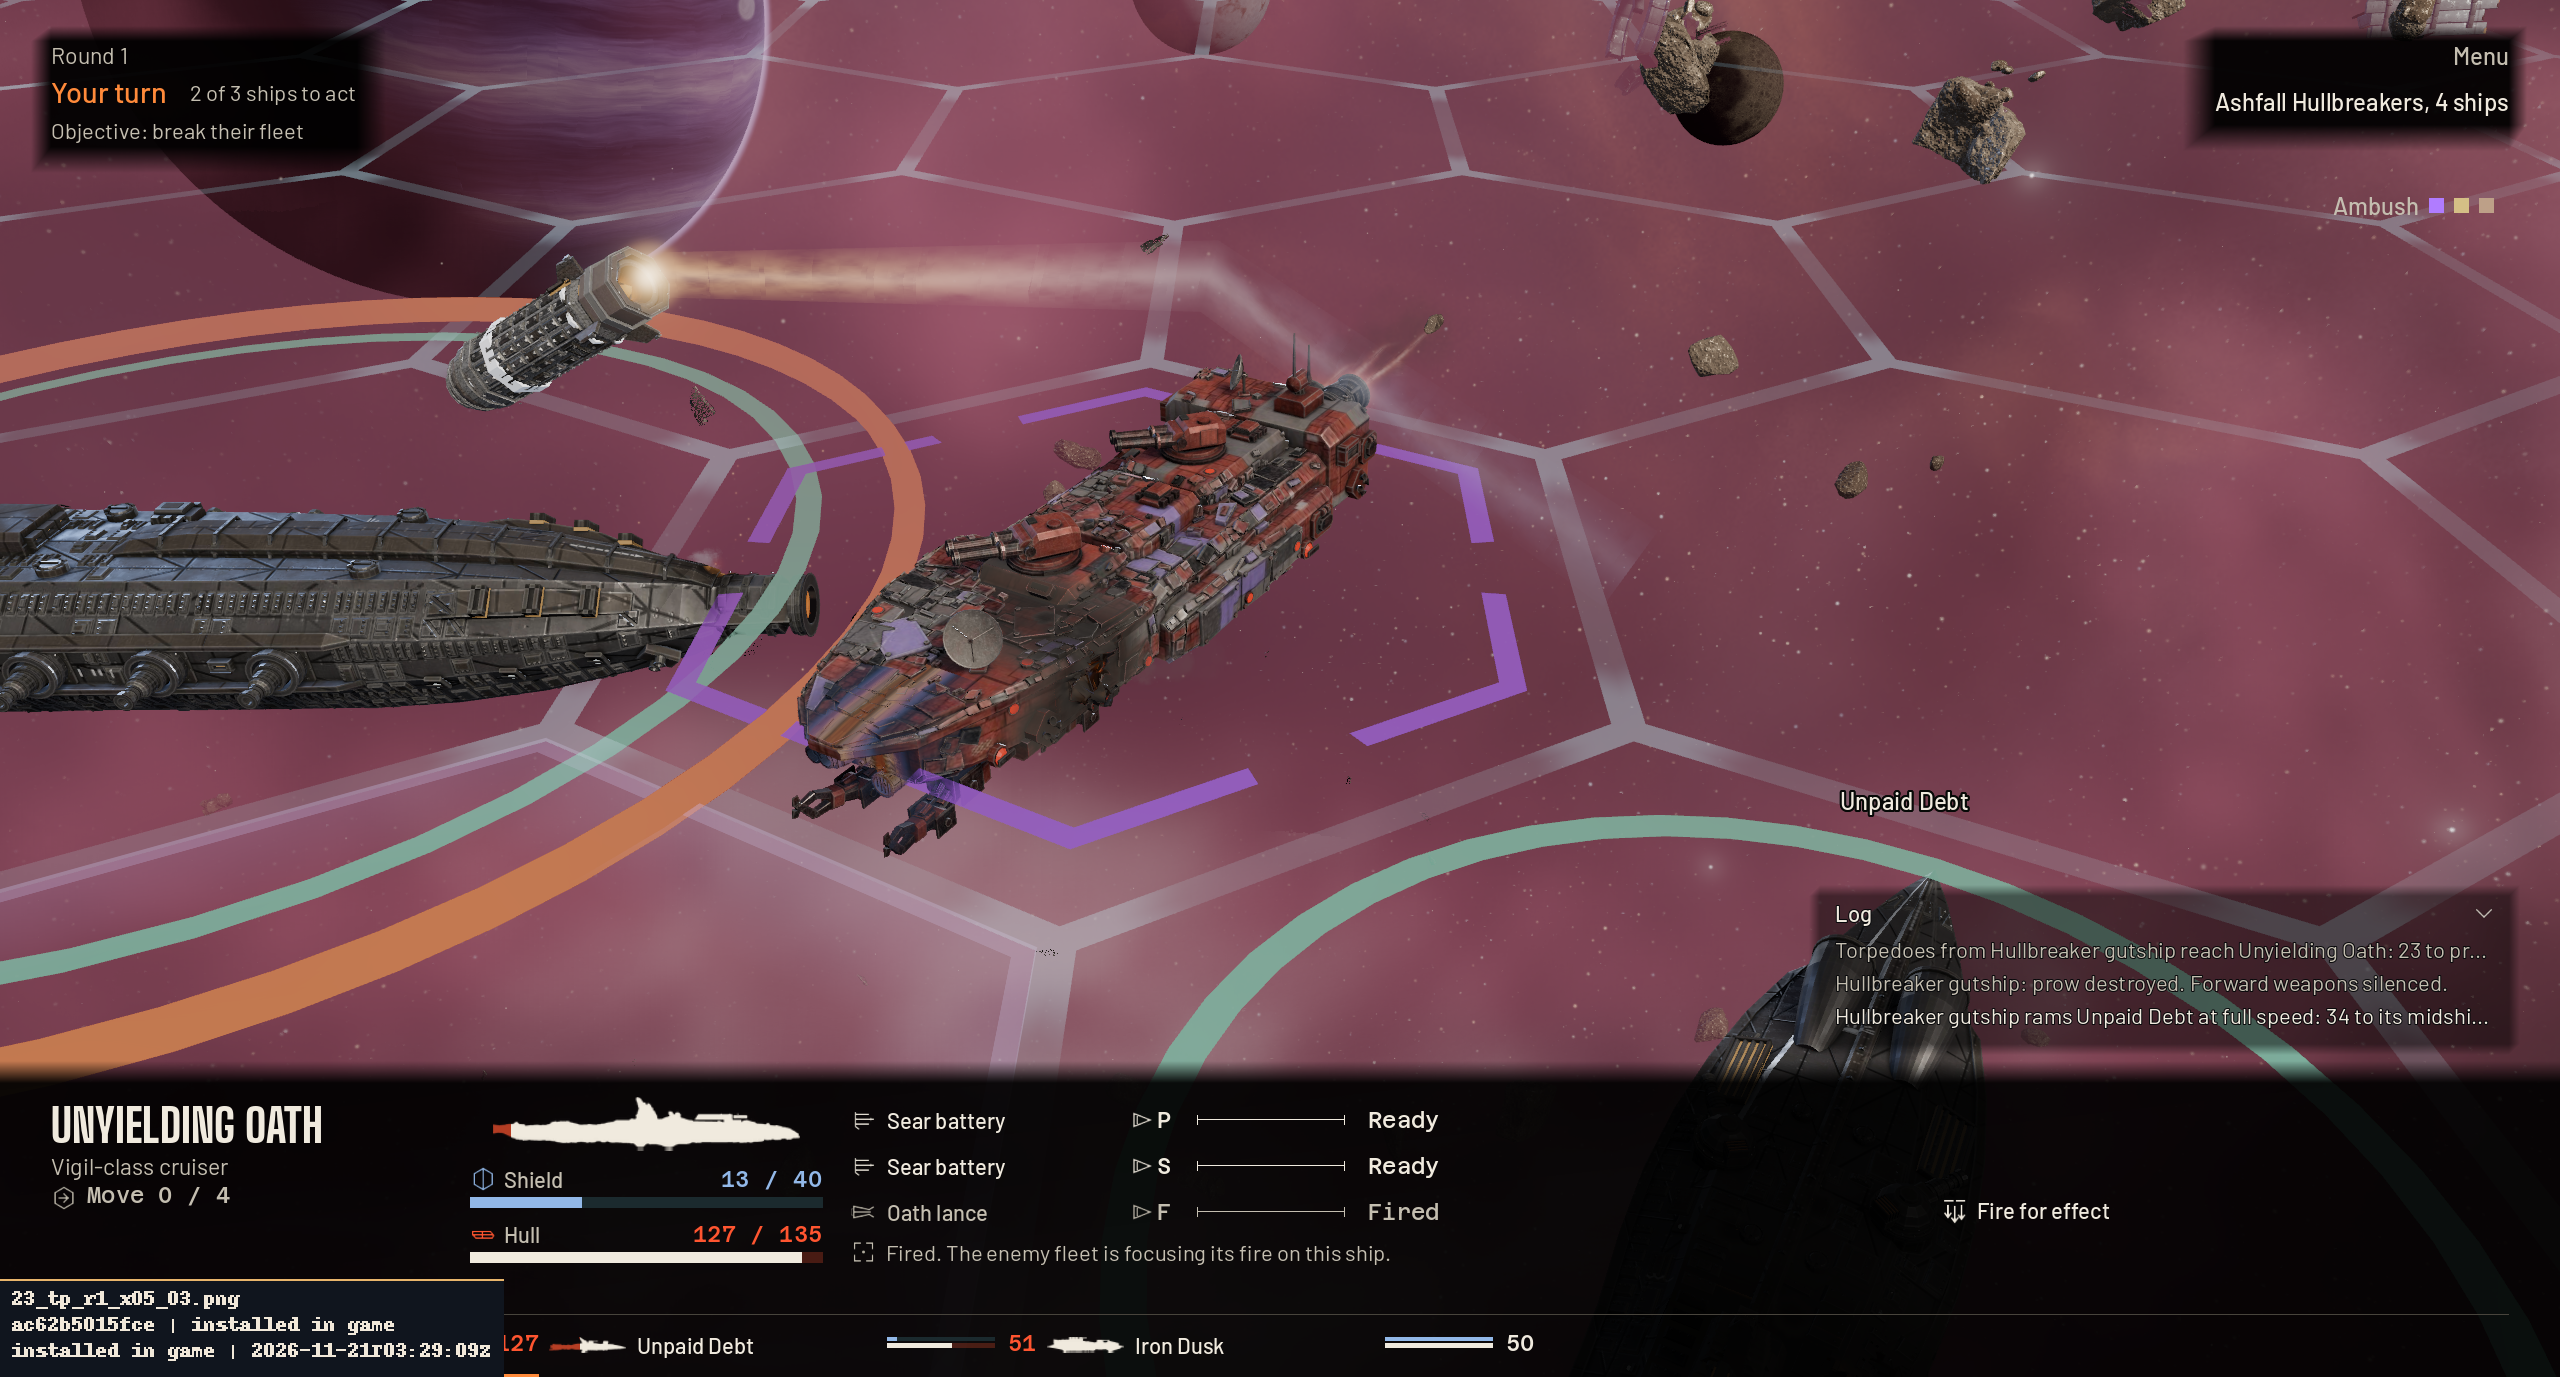 Round 1
Your turn 2 of 3 ships to act
Objective: break their fleet
Menu
Ashfall Hullbreakers, 4 ships
Ambush
Unpaid Debt
Log
Torpedoes from Hullbreaker gutship reach Unyielding Oath: 23 to pr...
Hullbreaker gutship: prow destroyed. Forward weapons silenced.
Hullbreaker gutship rams Unpaid Debt at full speed: 34 to its midshi...
UNYIELDING OATH
Vigil-class cruiser
Move 0 / 4
Shield 13 / 40
Hull 127 / 135
Sear battery P Ready
Sear battery S Ready
Oath lance F Fired
Fired. The enemy fleet is focusing its fire on this ship.
Fire for effect
23_tp_r1_x05_03.png
ac62b5015fce | installed in game
installed in game | 2026-11-21T03:29:09Z
127 Unpaid Debt 51 Iron Dusk 50